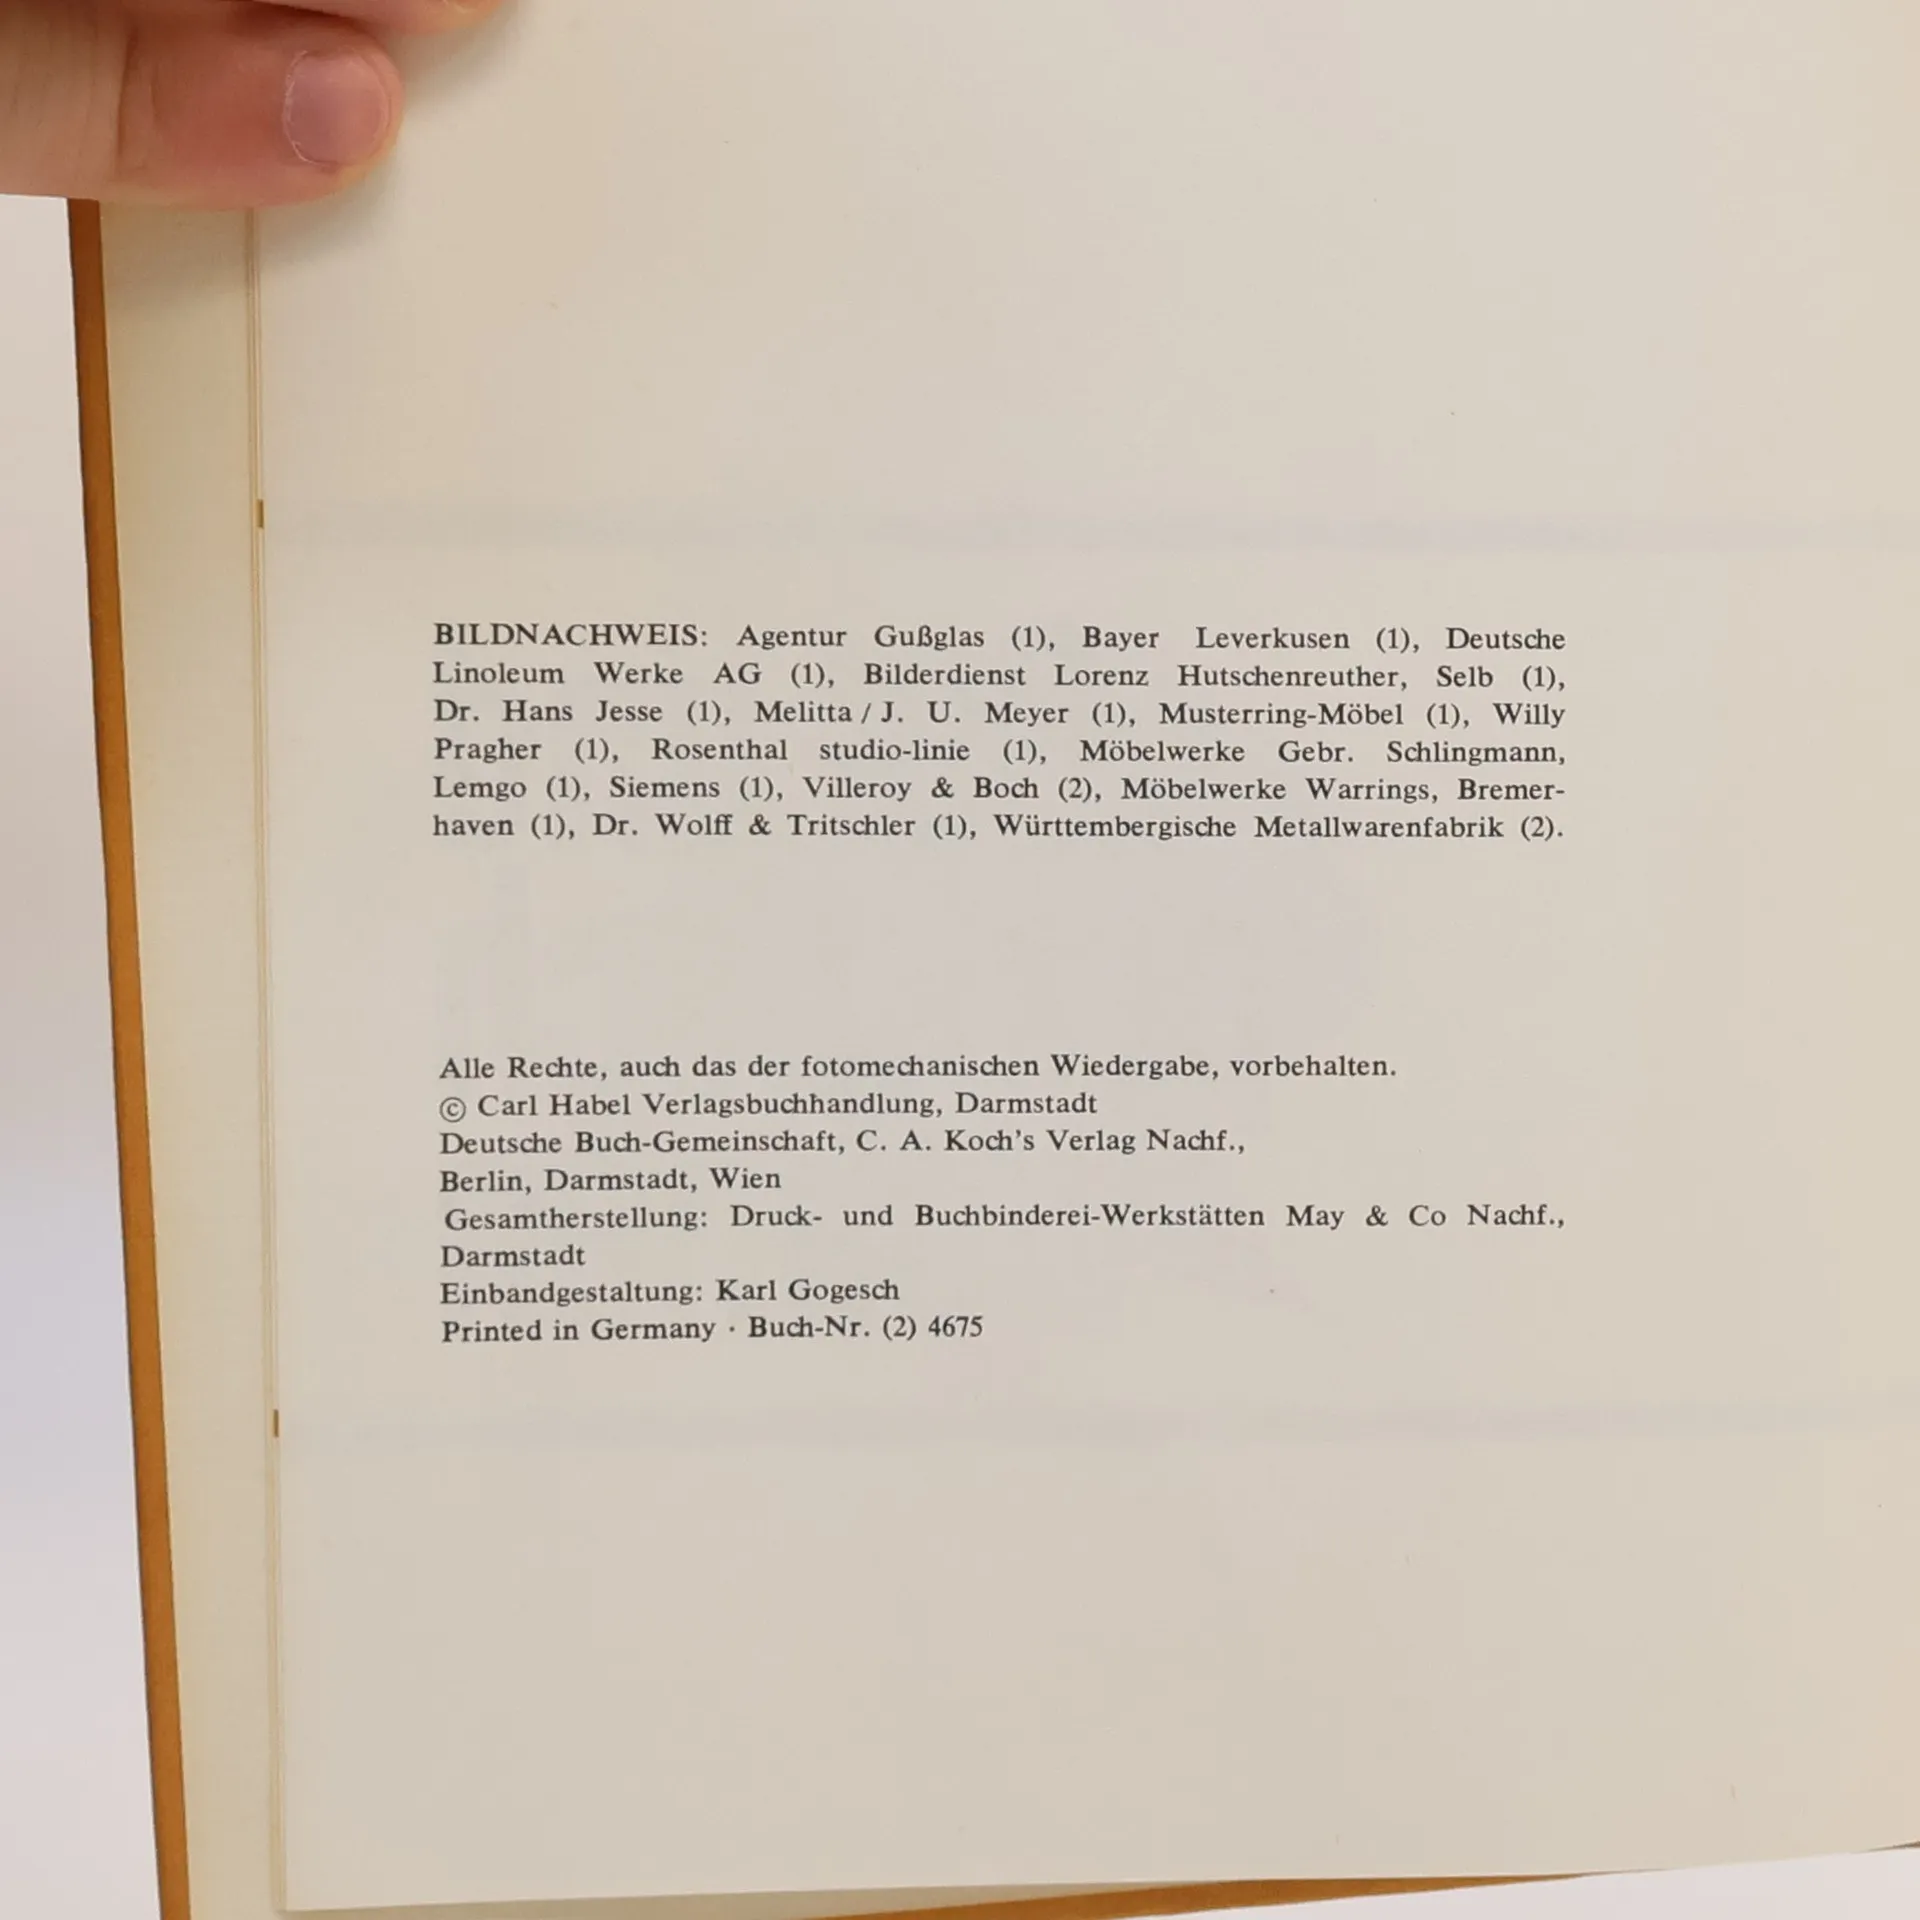 BILDNACHWEIS: Agentur Gußglas (1), Bayer Leverkusen (1), Deutsche
Linoleum Werke AG (1), Bilderdienst Lorenz Hutschenreuther, Selb (1),
Dr. Hans Jesse (1), Melitta / J. U. Meyer (1), Musterring-Möbel (1), Willy
Pragher (1), Rosenthal studio-linie (1), Möbelwerke Gebr. Schlingmann,
Lemgo (1), Siemens (1), Villeroy & Boch (2), Möbelwerke Warrings, Bremer-
haven (1), Dr. Wolff & Tritschler (1), Württembergische Metallwarenfabrik (2).
Alle Rechte, auch das der fotomechanischen Wiedergabe, vorbehalten.
© Carl Habel Verlagsbuchhandlung, Darmstadt
Deutsche Buch-Gemeinschaft, C. A. Koch's Verlag Nachf.,
Berlin, Darmstadt, Wien
Gesamtherstellung: Druck- und Buchbinderei-Werkstätten May & Co Nachf.,
Darmstadt
Einbandgestaltung: Karl Gogesch
Printed in Germany · Buch-Nr. (2) 4675